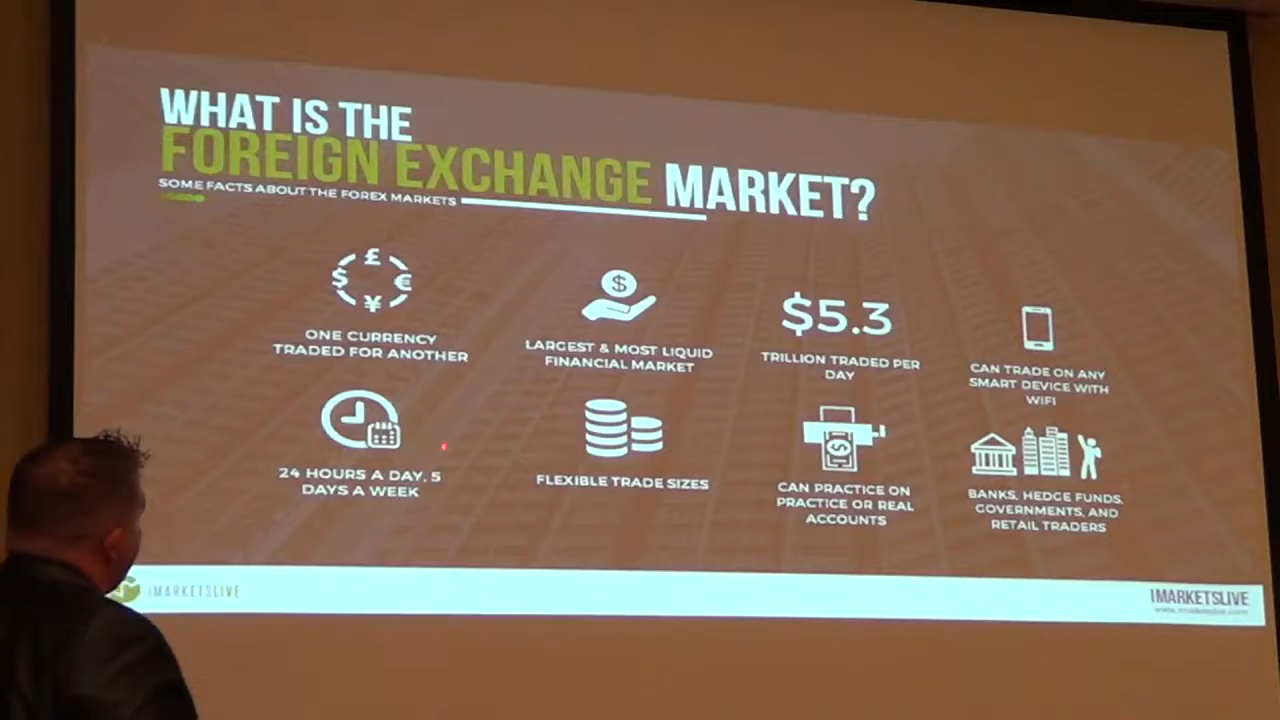 WHAT IS THE
FOREIGN EXCHANGE MARKET?
SOME FACTS ABOUT THE FOREX MARKETS
£
$ €
¥
ONE CURRENCY
TRADED FOR ANOTHER
$
LARGEST & MOST LIQUID
FINANCIAL MARKET
$5.3
TRILLION TRADED PER
DAY
CAN TRADE ON ANY
SMART DEVICE WITH
WIFI
24 HOURS A DAY, 5
DAYS A WEEK
FLEXIBLE TRADE SIZES
$
CAN PRACTICE ON
PRACTICE OR REAL
ACCOUNTS
BANKS, HEDGE FUNDS,
GOVERNMENTS, AND
RETAIL TRADERS
iMARKETSLIVE
IMARKETSLIVE
www.imarketslive.com